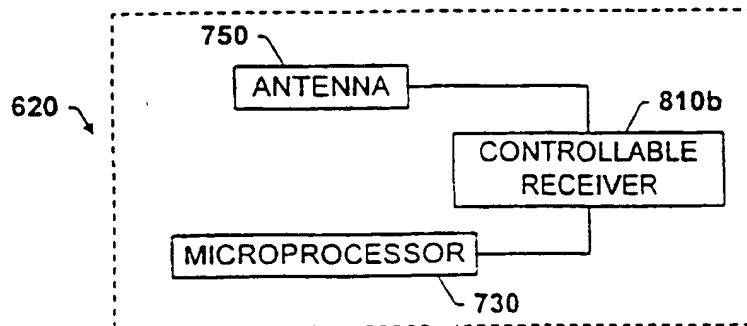 750
ANTENNA
620
810b
CONTROLLABLE
RECEIVER
MICROPROCESSOR
730